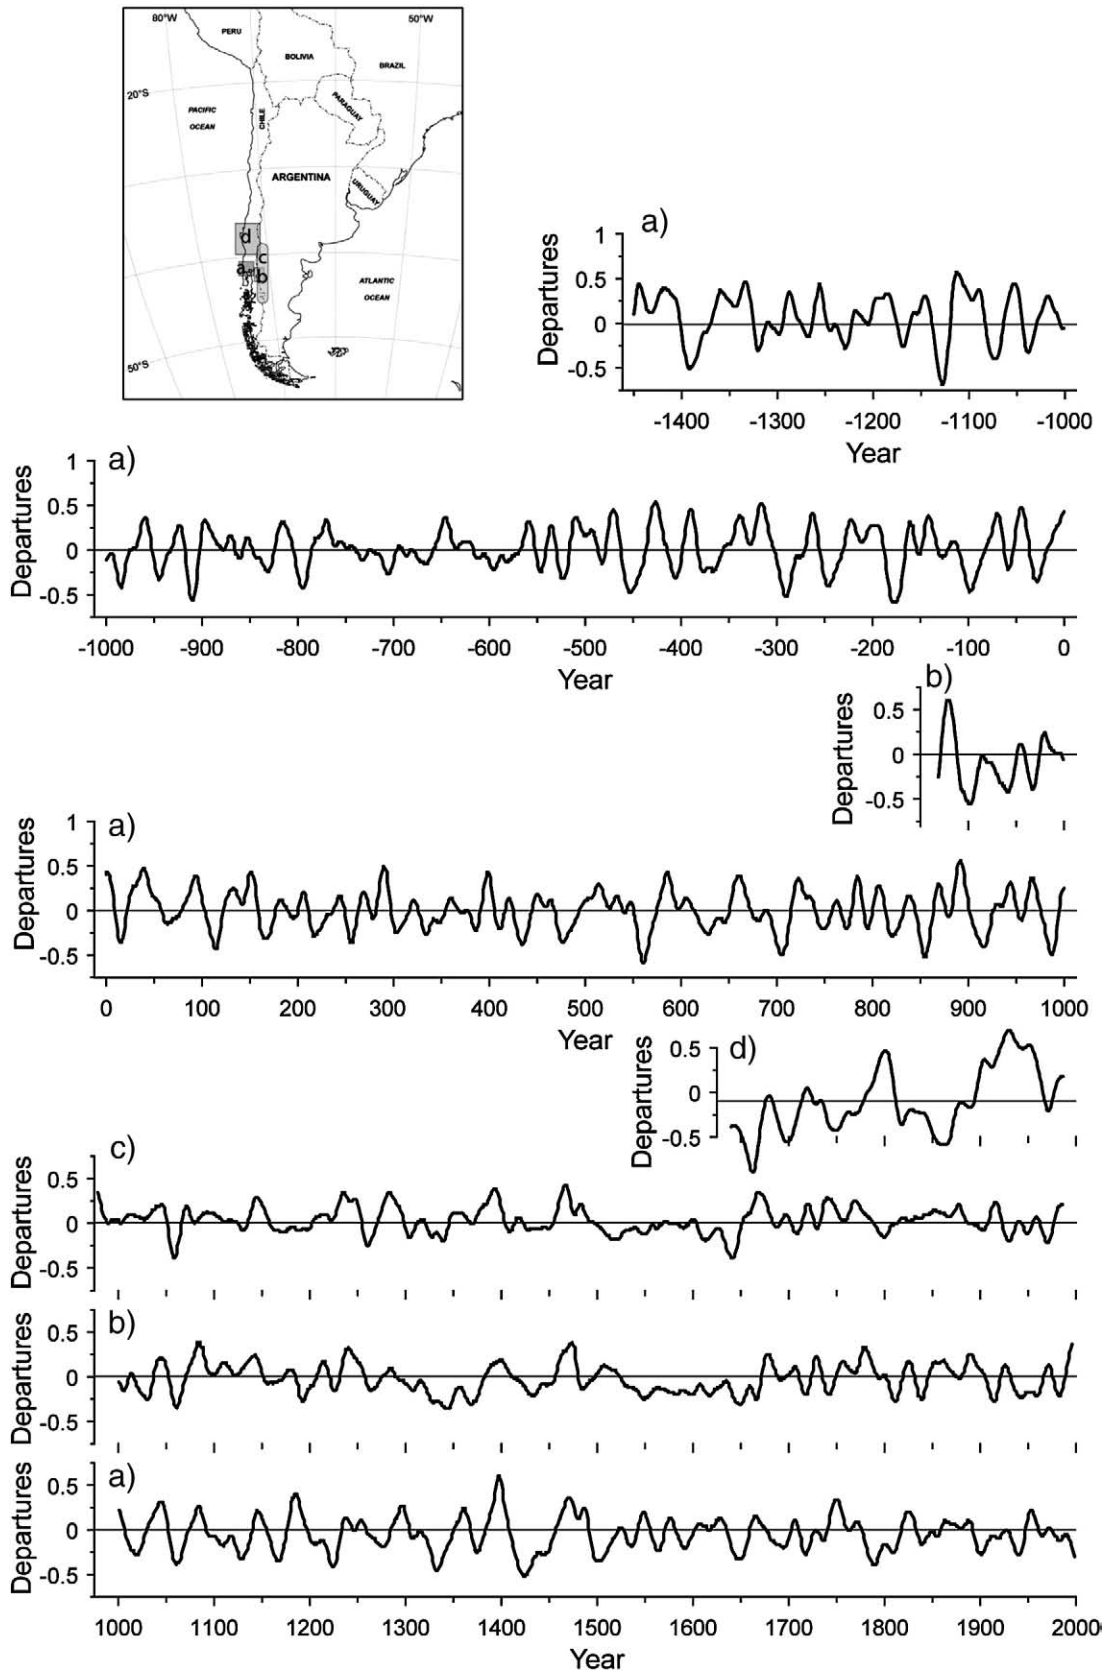 80°W 50°W
PERU
BOLIVIA
BRAZIL
20°S
PACIFIC
OCEAN
CHILE
PARAGUAY
ARGENTINA
URUGUAY
d
c
a
b
ATLANTIC
OCEAN
50°S
a)
Departures
1
0.5
0
-0.5
-1400 -1300 -1200 -1100 -1000
Year
a)
Departures
1
0.5
0
-0.5
-1000 -900 -800 -700 -600 -500 -400 -300 -200 -100 0
Year
b)
Departures
0.5
0
-0.5
a)
Departures
1
0.5
0
-0.5
0 100 200 300 400 500 600 700 800 900 1000
Year
d)
Departures
0.5
0
-0.5
c)
Departures
0.5
0
-0.5
b)
Departures
0.5
0
-0.5
a)
Departures
0.5
0
-0.5
1000 1100 1200 1300 1400 1500 1600 1700 1800 1900 2000
Year